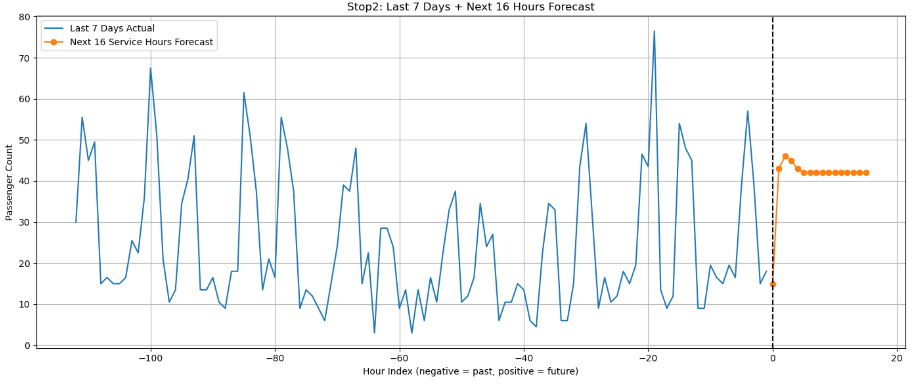 Stop2: Last 7 Days + Next 16 Hours Forecast
Last 7 Days Actual
Next 16 Service Hours Forecast
Passenger Count
80
70
60
50
40
30
20
10
0
−100 −80 −60 −40 −20 0 20
Hour Index (negative = past, positive = future)